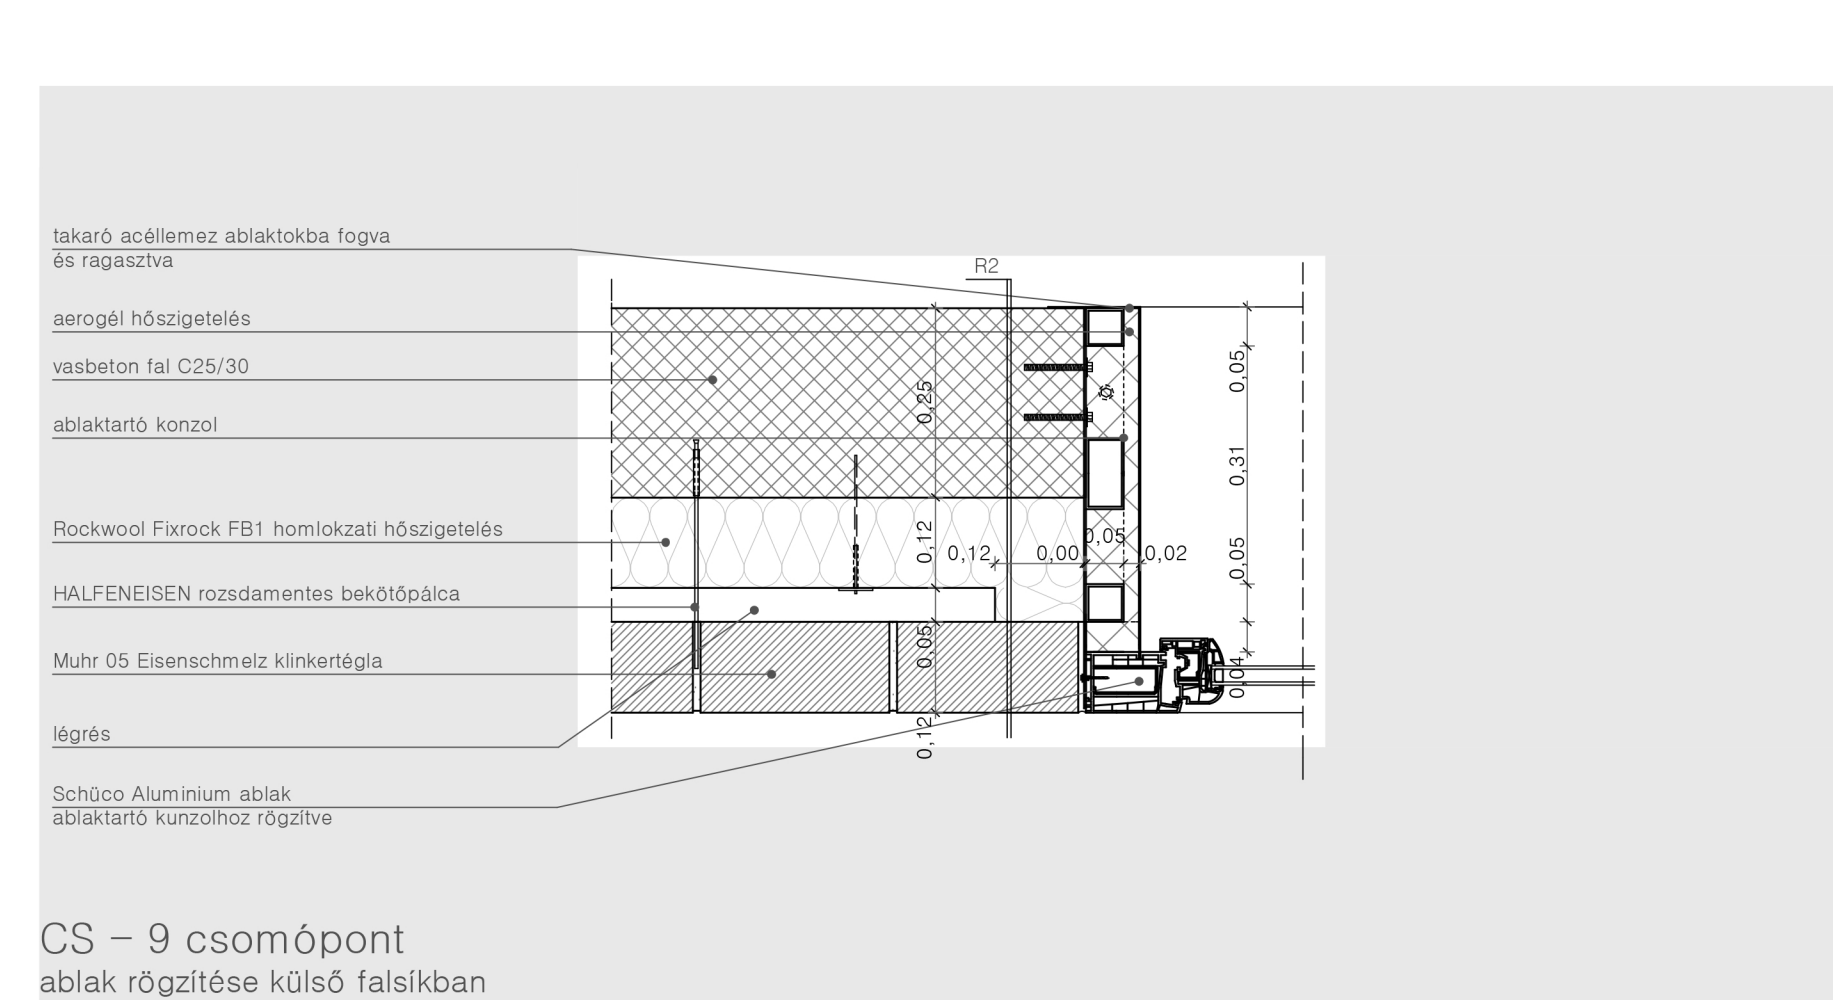 takaró acéllemez ablaktokba fogva
és ragasztva
R2
aerogél hőszigetelés
vasbeton fal C25/30
0,05
0,25
ablaktartó konzol
0,31
Rockwool Fixrock FB1 homlokzati hőszigetelés
0,12
0,12
0,00
0,05
0,02
0,05
HALFENEISEN rozsdamentes bekötőpálca
0,05
Muhr 05 Eisenschmelz klinkertégla
0,04
légrés
0,12
Schüco Aluminium ablak
ablaktartó kunzolhoz rögzítve
CS – 9 csomópont
ablak rögzítése külső falsíkban